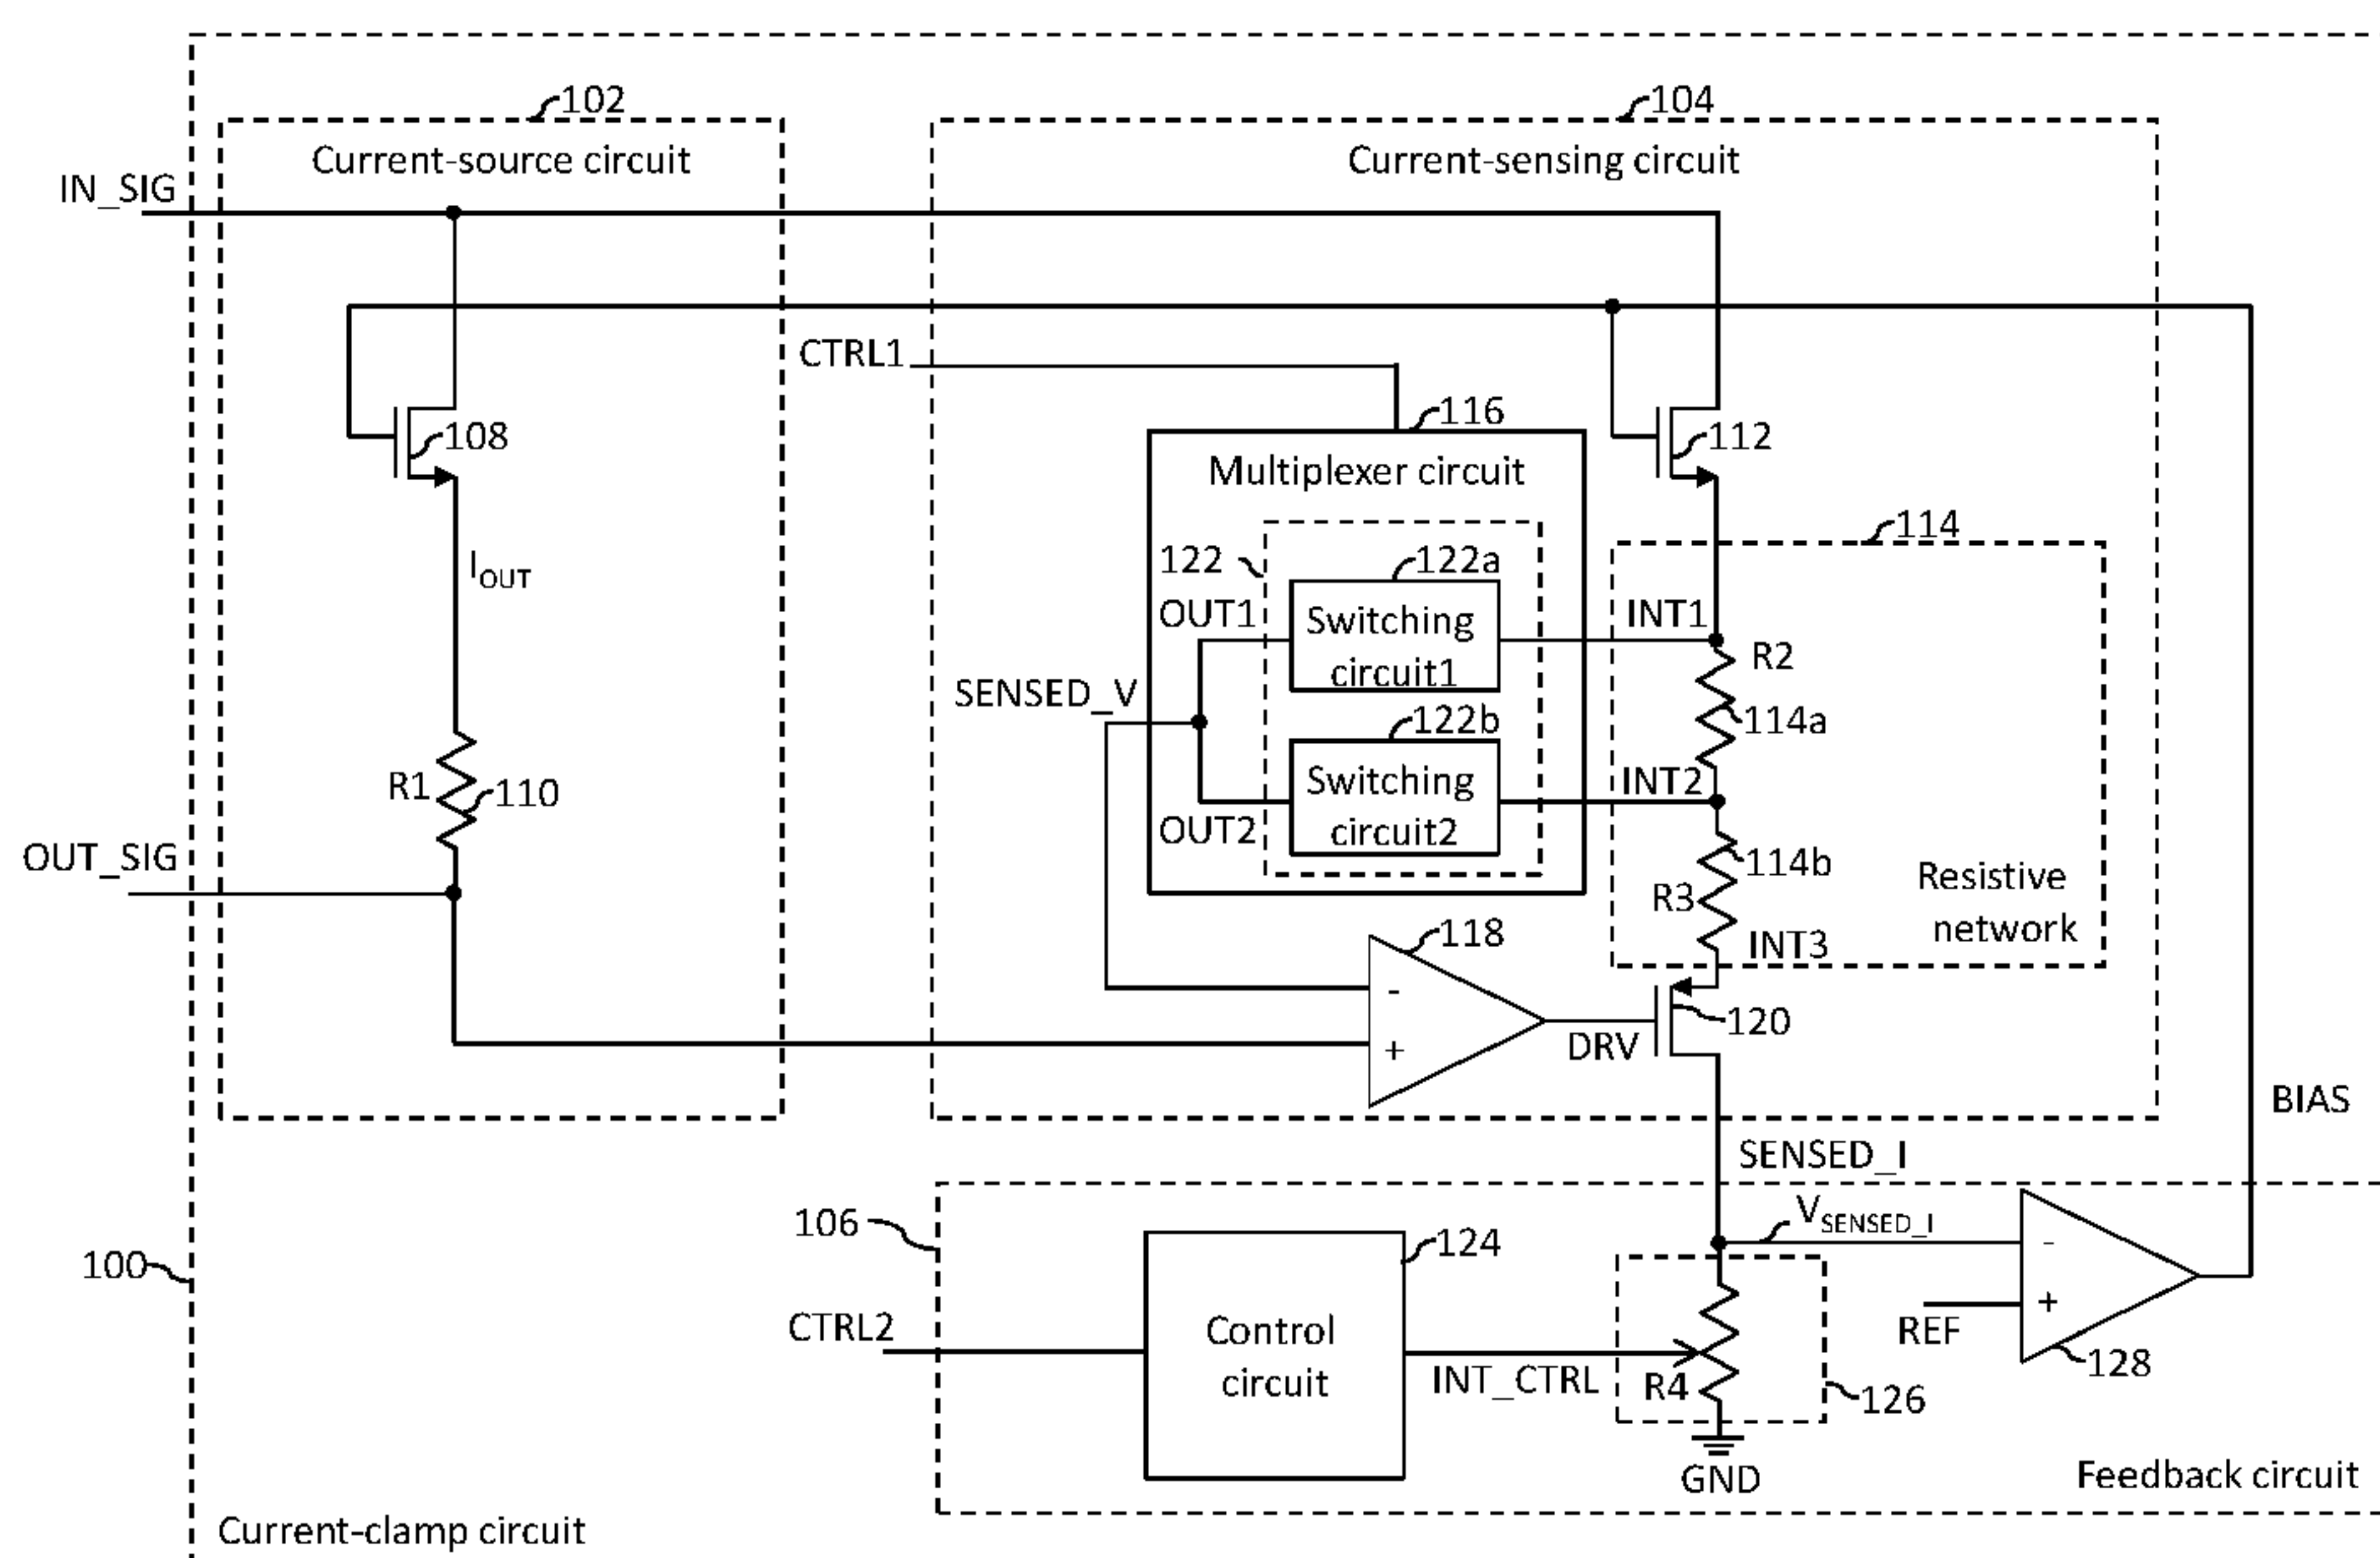 102
104
Current-source circuit
Current-sensing circuit
IN_SIG
CTRL1
116
108
112
Multiplexer circuit
114
122
122a
I OUT
OUT1
Switching
circuit1
INT1
R2
SENSED_V
122b
114a
R1
110
Switching
circuit2
INT2
OUT2
OUT_SIG
114b
R3
Resistive
network
118
INT3
-
+
DRV
120
BIAS
SENSED_I
106
V SENSED_I
100
124
-
+
CTRL2
Control
circuit
REF
INT_CTRL
R4
128
126
GND
Feedback circuit
Current-clamp circuit